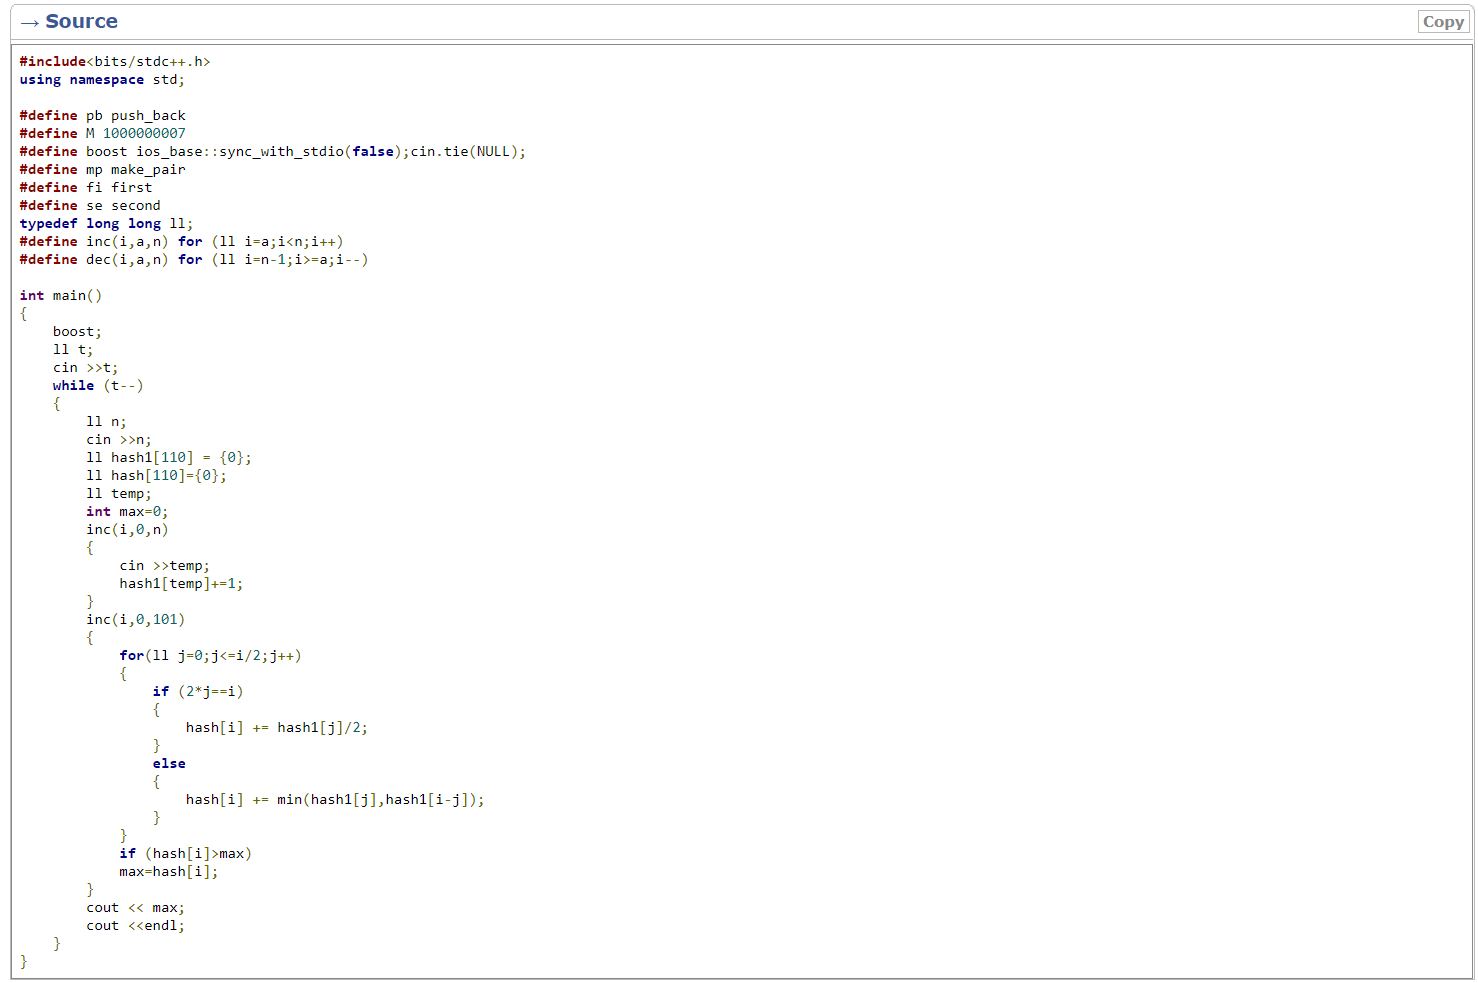 → Source
Copy
#include<bits/stdc++.h>
using namespace std;
#define pb push_back
#define M 1000000007
#define boost ios_base::sync_with_stdio(false);cin.tie(NULL);
#define mp make_pair
#define fi first
#define se second
typedef long long ll;
#define inc(i,a,n) for (ll i=a;i<n;i++)
#define dec(i,a,n) for (ll i=n-1;i>=a;i--)
int main()
{
    boost;
    ll t;
    cin >>t;
    while (t--)
    {
        ll n;
        cin >>n;
        ll hash1[110] = {0};
        ll hash[110]={0};
        ll temp;
        int max=0;
        inc(i,0,n)
        {
            cin >>temp;
            hash1[temp]+=1;
        }
        inc(i,0,101)
        {
            for(ll j=0;j<=i/2;j++)
            {
                if (2*j==i)
                {
                    hash[i] += hash1[j]/2;
                }
                else
                {
                    hash[i] += min(hash1[j],hash1[i-j]);
                }
            }
            if (hash[i]>max)
            max=hash[i];
        }
        cout << max;
        cout <<endl;
    }
}